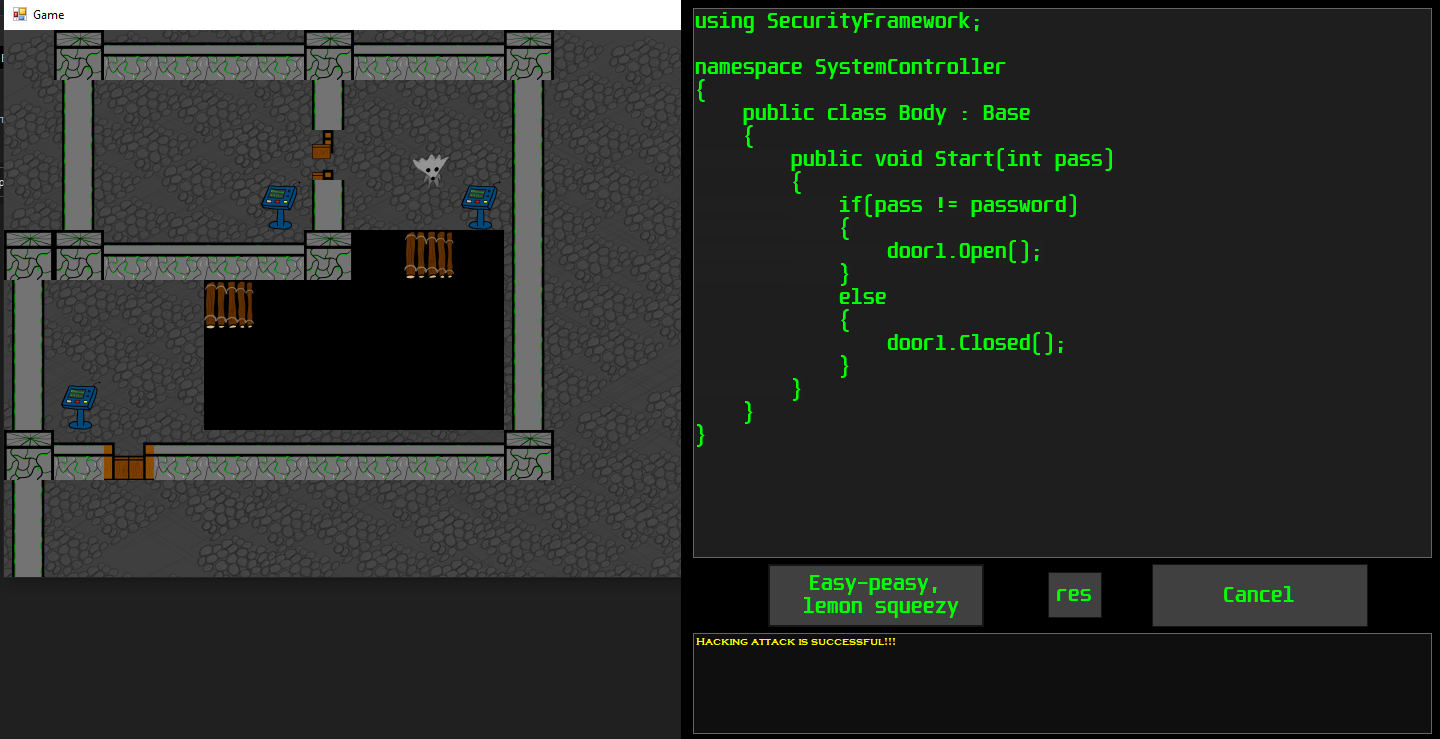 Game
using SecurityFramework;
namespace SystemController
{
public class Body : Base
{
public void Start(int pass)
{
if(pass != password)
{
door1.Open();
}
else
{
door1.Closed();
}
}
}
}
Easy-peasy,
lemon squeezy
res
Cancel
Hacking attack is successful!!!